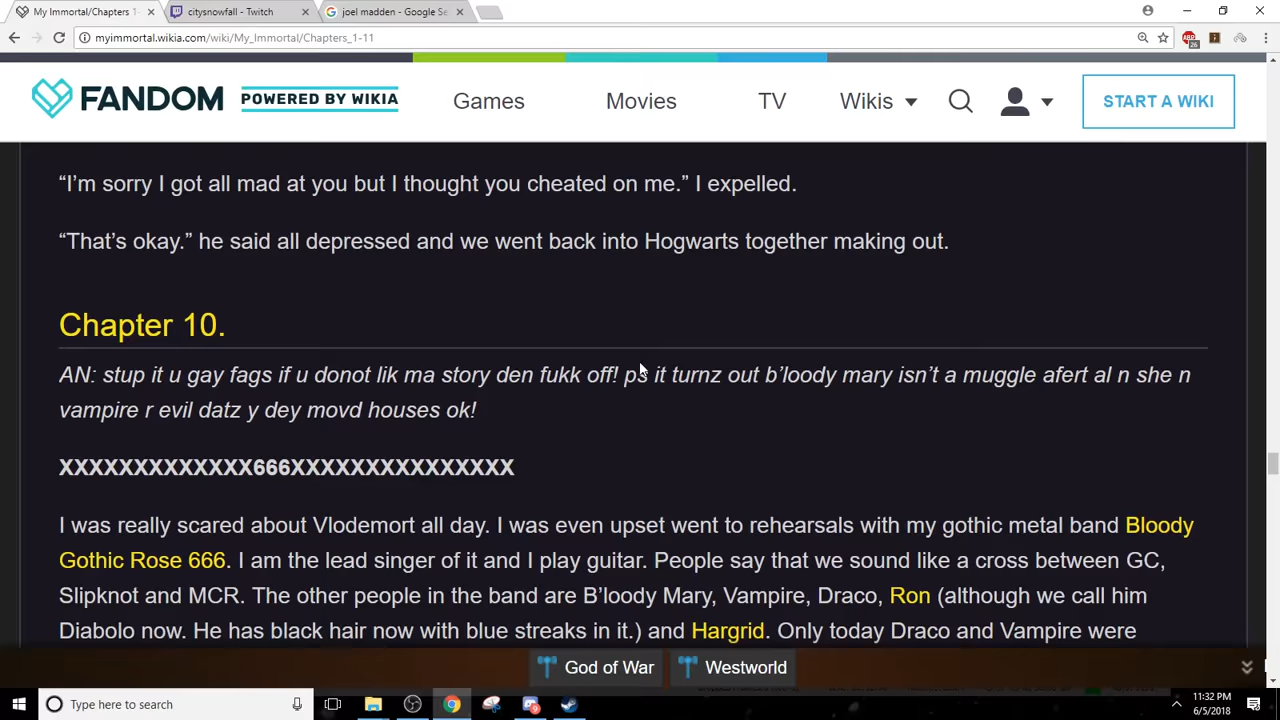 My Immortal/Chapters 1-
citysnowfall - Twitch
joel madden - Google Se
myimmortal.wikia.com/wiki/My_Immortal/Chapters_1-11
ABP
26
FANDOM
POWERED BY WIKIA
Games
Movies
TV
Wikis
START A WIKI
“I’m sorry I got all mad at you but I thought you cheated on me.” I expelled.
“That’s okay.” he said all depressed and we went back into Hogwarts together making out.
Chapter 10.
AN: stup it u gay fags if u donot lik ma story den fukk off! ps it turnz out b’loody mary isn’t a muggle afert al n she n
vampire r evil datz y dey movd houses ok!
XXXXXXXXXXXXX666XXXXXXXXXXXXXXX
I was really scared about Vlodemort all day. I was even upset went to rehearsals with my gothic metal band Bloody
Gothic Rose 666. I am the lead singer of it and I play guitar. People say that we sound like a cross between GC,
Slipknot and MCR. The other people in the band are B’loody Mary, Vampire, Draco, Ron (although we call him
Diabolo now. He has black hair now with blue streaks in it.) and Hargrid. Only today Draco and Vampire were
God of War
Westworld
Type here to search
11:32 PM
6/5/2018